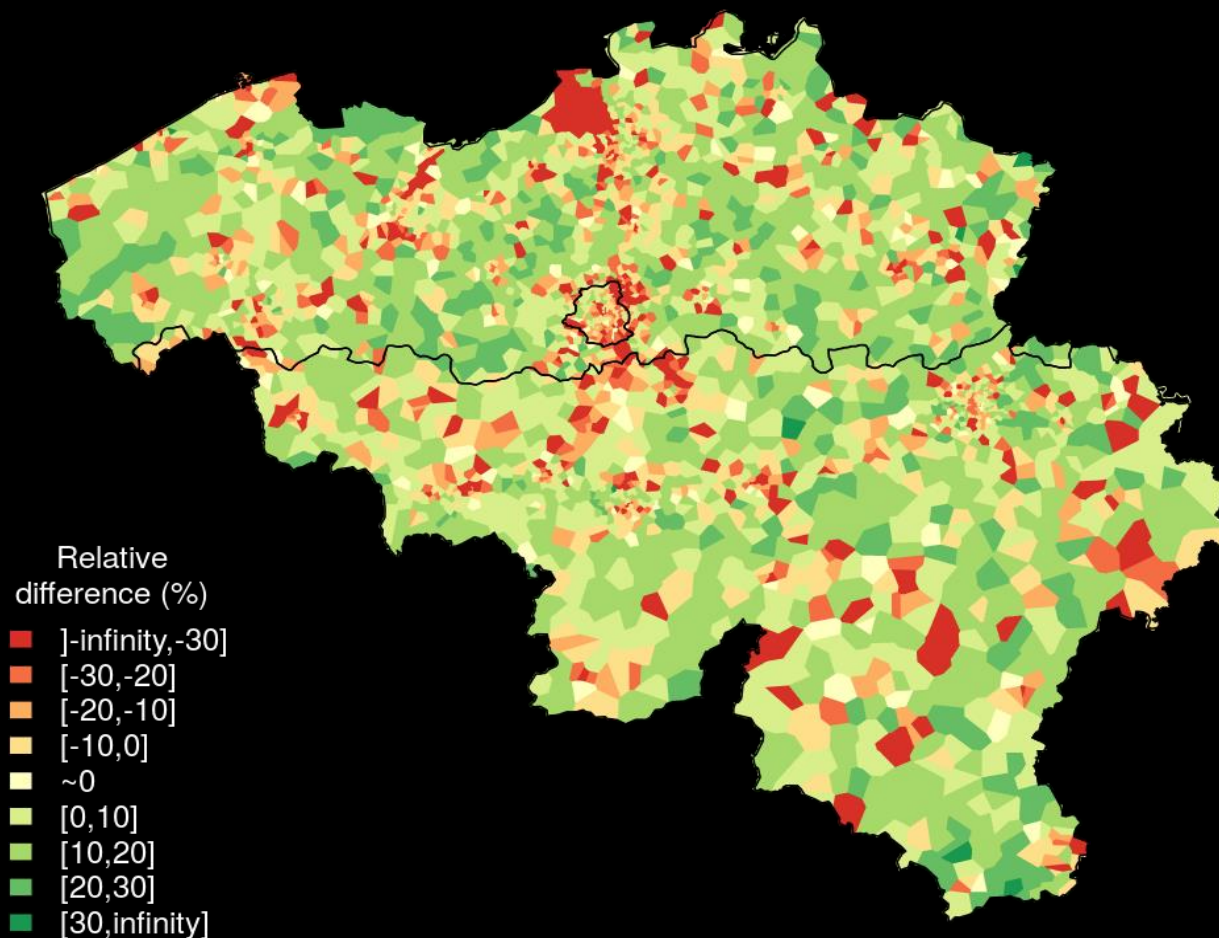 Relative
difference (%)
]-infinity,-30]
[-30,-20]
[-20,-10]
[-10,0]
~0
[0,10]
[10,20]
[20,30]
[30,infinity]